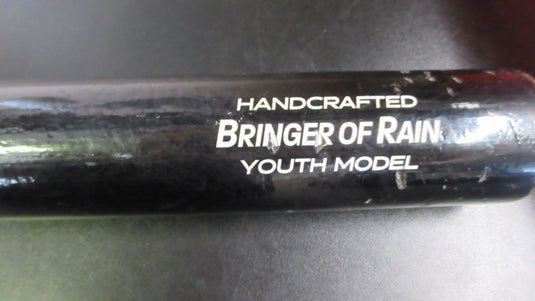 HANDCRAFTED
BRINGER OF RAIN
YOUTH MODEL